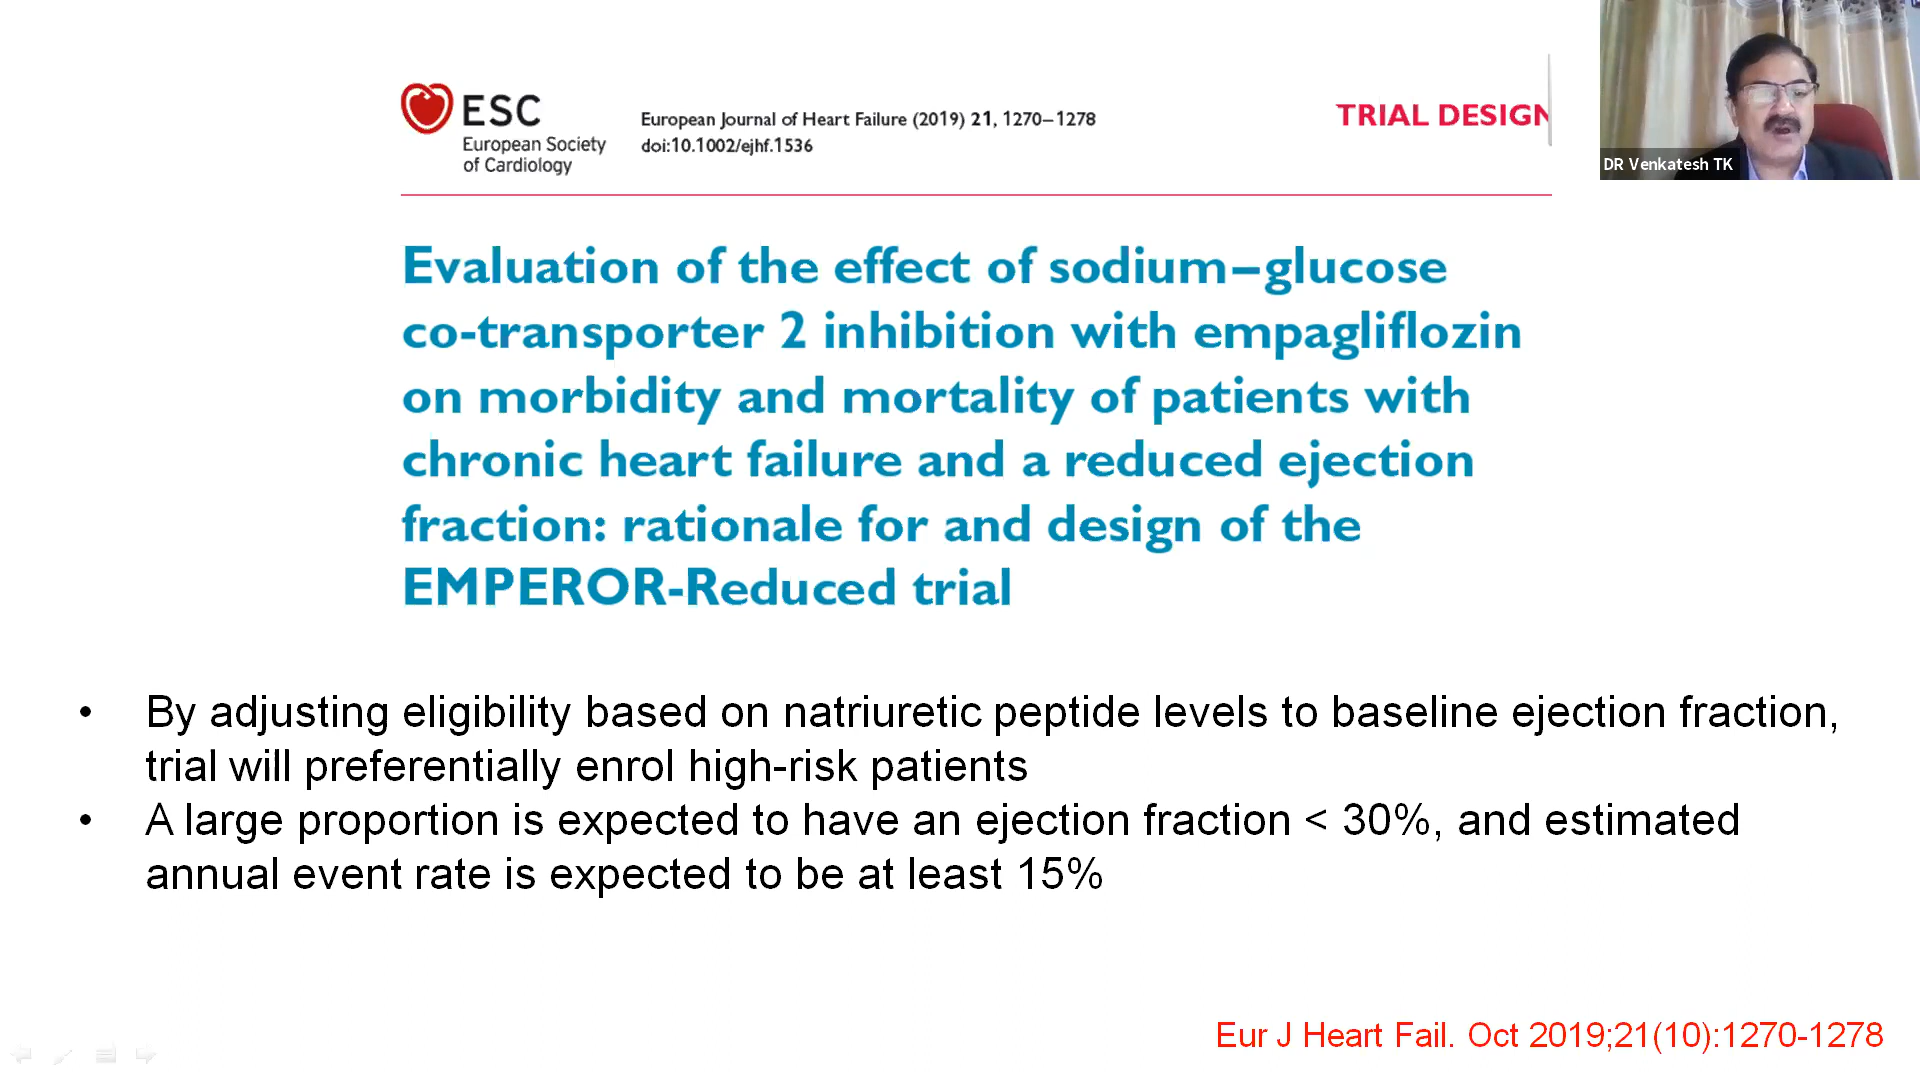 ESC
European Society
of Cardiology
European Journal of Heart Failure (2019) 21, 1270–1278
doi:10.1002/ejhf.1536
TRIAL DESIGN
DR Venkatesh TK
Evaluation of the effect of sodium–glucose
co-transporter 2 inhibition with empagliflozin
on morbidity and mortality of patients with
chronic heart failure and a reduced ejection
fraction: rationale for and design of the
EMPEROR-Reduced trial
• By adjusting eligibility based on natriuretic peptide levels to baseline ejection fraction,
trial will preferentially enrol high-risk patients
• A large proportion is expected to have an ejection fraction < 30%, and estimated
annual event rate is expected to be at least 15%
Eur J Heart Fail. Oct 2019;21(10):1270-1278